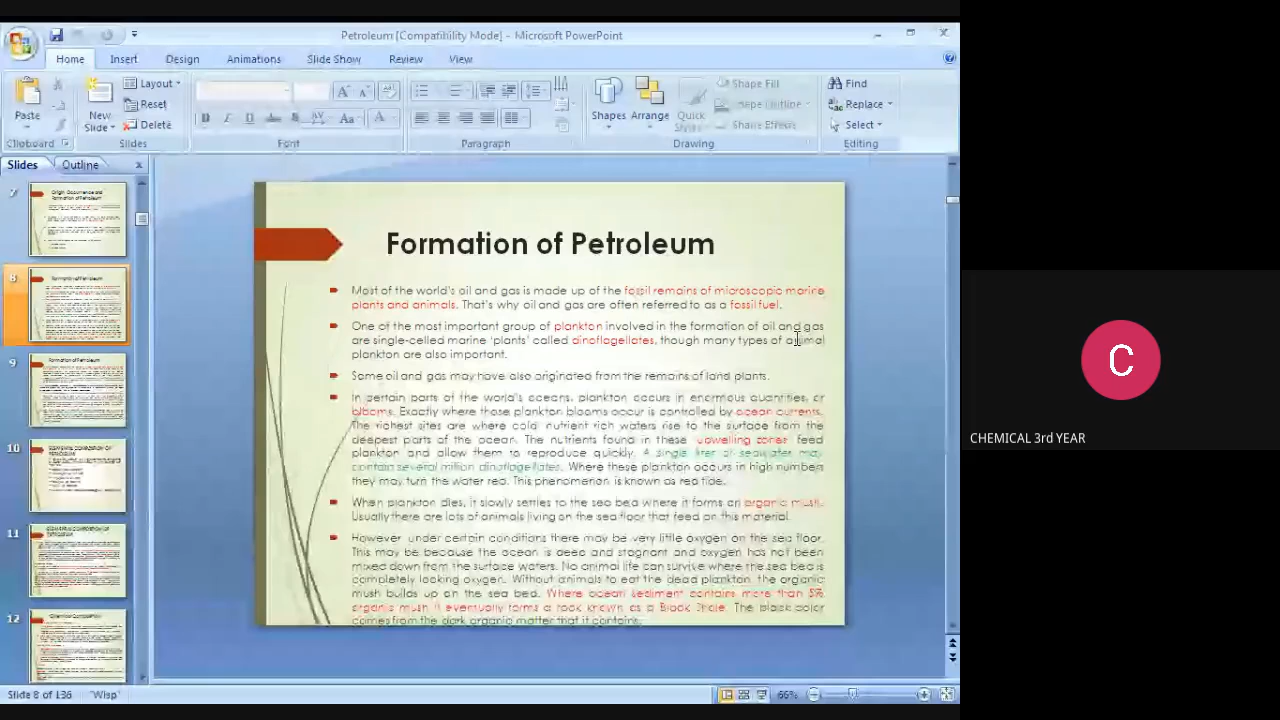 Petroleum [Compatibility Mode] - Microsoft PowerPoint
Home Insert Design Animations Slide Show Review View
Paste
New Slide
Layout
Reset
Delete
Shapes
Arrange
Quick Styles
Shape Fill
Shape Outline
Shape Effects
Find
Replace
Select
Clipboard Slides Font Paragraph Drawing Editing
Slides Outline
7
Origin Occurrence and
Formation of Petroleum
8
Formation of Petroleum
9
Formation of Petroleum
10
11
12
Chemical Composition
Formation of Petroleum
Most of the world's oil and gas is made up of the fossil remains of microscopic marine
plants and animals. That's why oil and gas are often referred to as a fossil fuel.
One of the most important group of plankton involved in the formation of oil and gas
are single-celled marine 'plants' called dinoflagellates, though many types of animal
plankton are also important.
Some oil and gas may have also originated from the remains of land plants.
In certain parts of the world's oceans, plankton occurs in enormous quantities, or
blooms. Exactly where those plankton blooms occur is controlled by ocean currents.
The richest sites are where cold nutrient rich waters rise to the surface from the
deepest parts of the ocean. The nutrients found in these upwelling zones feed
plankton and allow them to reproduce quickly. A single liter of seawater may
contain several million dinoflagellates. Where these plankton occurs in high numbers
they may turn the water red. This phenomenon is known as red tide.
When plankton dies, it slowly settles to the sea bed where it forms an organic mush.
Usually there are lots of animals living on the sea floor that feed on this material.
However, under certain conditions there may be very little oxygen on the sea floor.
This may be because the ocean is deep and stagnant and oxygen has not been
mixed down from the surface waters. No animal life can survive where the sea bed is
completely lacking oxygen. Without animals to eat the dead plankton, the organic
mush builds up on the sea bed. Where ocean sediment contains more than 5%
organic mush it eventually forms a rock known as a Black Shale. The black color
comes from the dark organic matter that it contains.
Slide 8 of 136 "Wisp" 66%
C
CHEMICAL 3rd YEAR